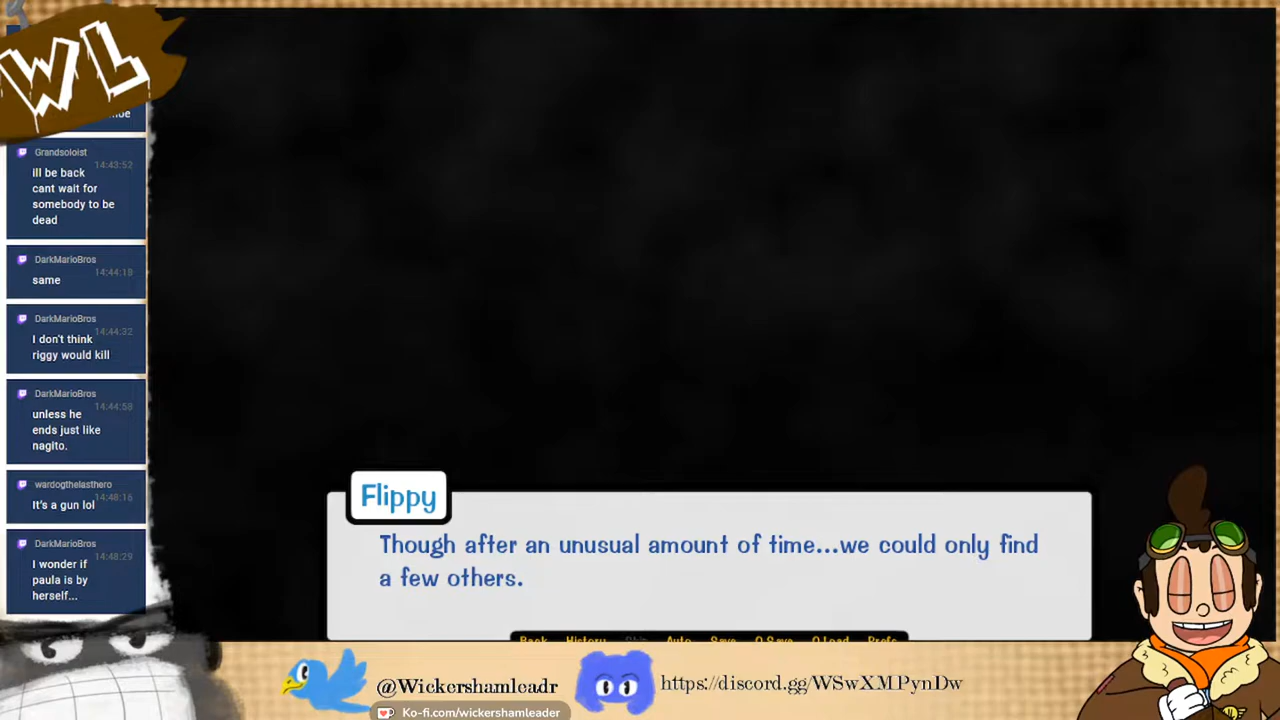 WL
Grandsoloist
14:43:52
ill be back
cant wait for
somebody to be
dead
DarkMarioBros
14:44:19
same
DarkMarioBros
14:44:32
I don't think
riggy would kill
DarkMarioBros
14:44:59
unless he
ends just like
nagito.
wardogthelasthero
14:48:16
It's a gun lol
DarkMarioBros
14:48:29
I wonder if
paula is by
herself...
Flippy
Though after an unusual amount of time...we could only find
a few others.
Back History Skip Auto Save Q.Save Q.Load Prefs
@Wickershamleadr
https://discord.gg/WSwXMPynDw
Ko-fi.com/wickershamleader